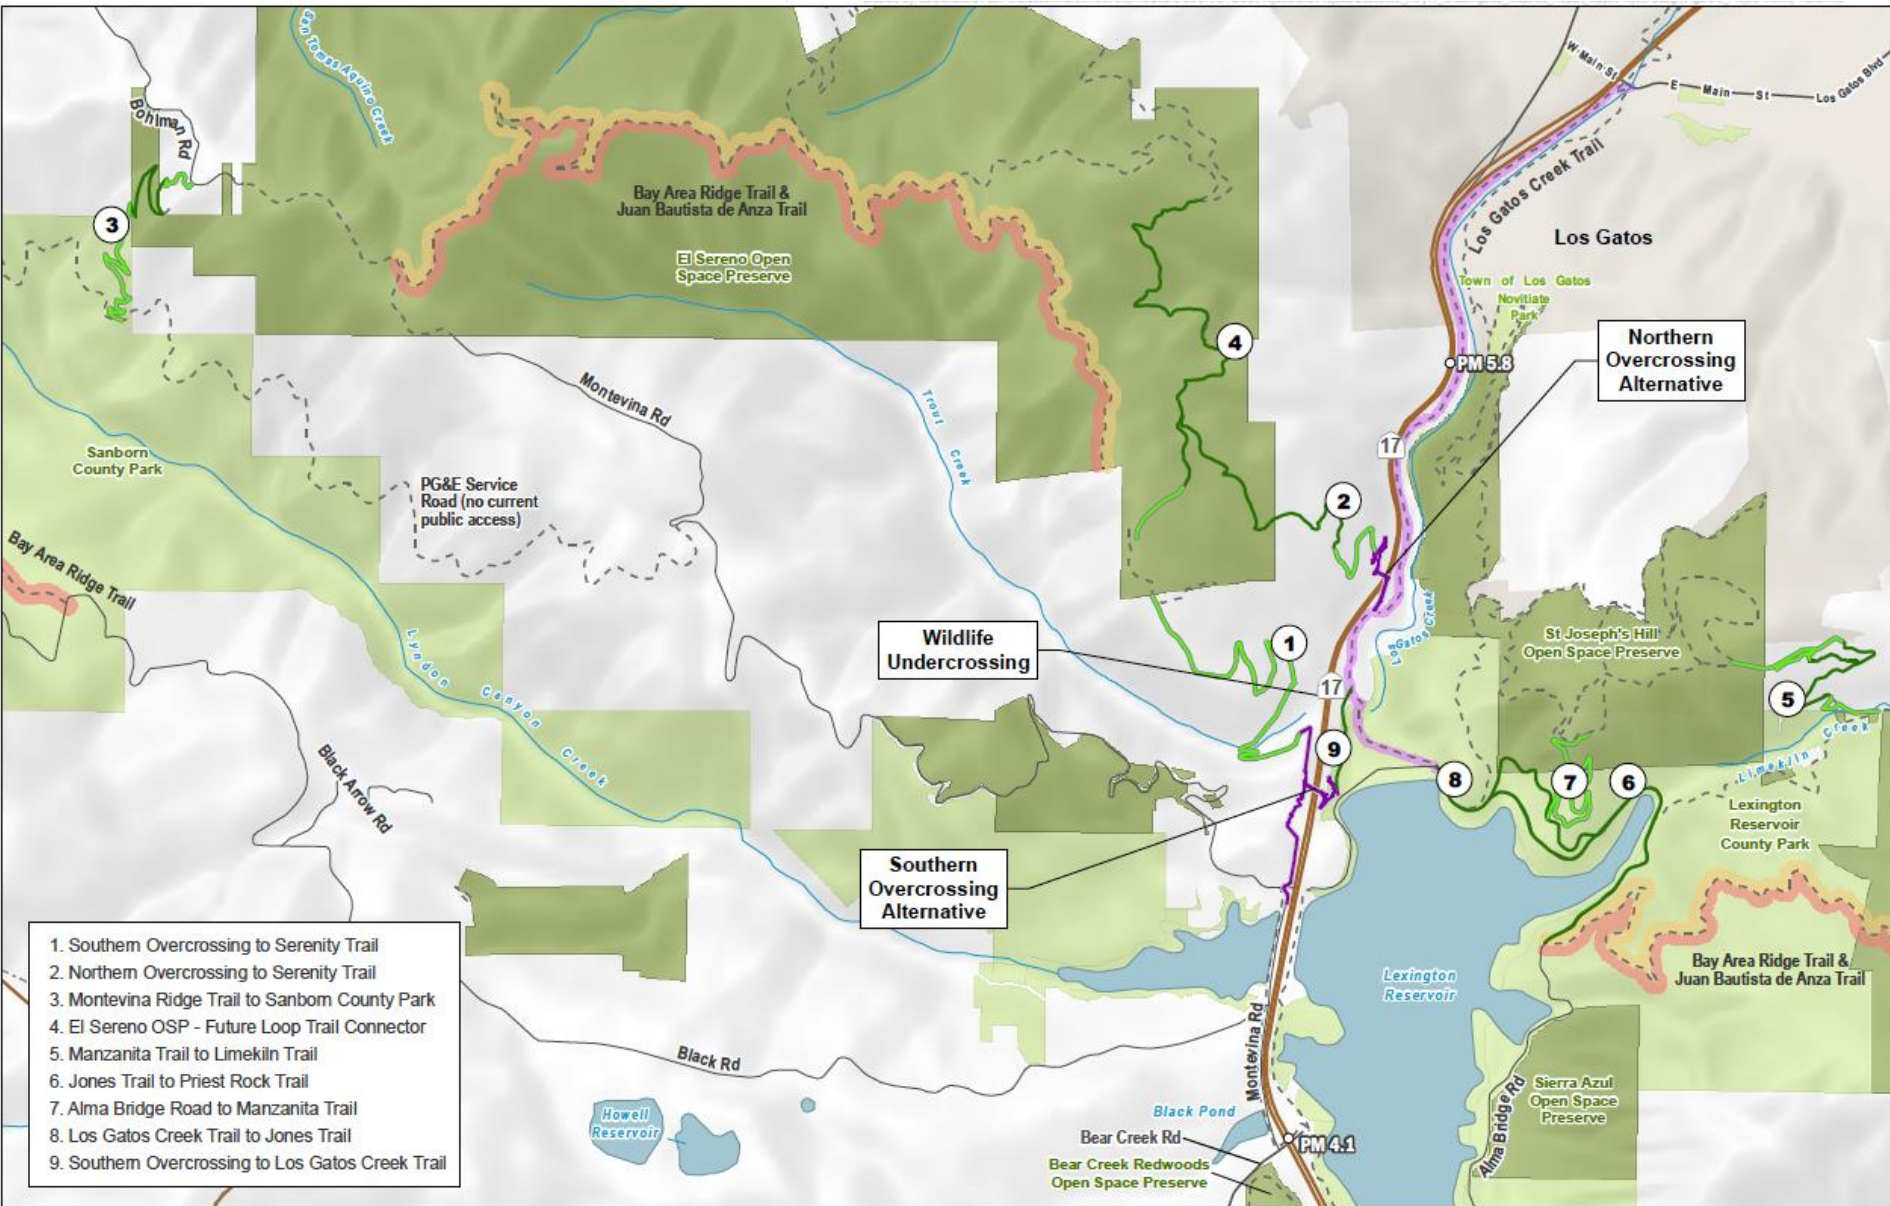 San Tomas Aquino Creek
W Main St
E Main St
Los Gatos Blvd
Bohlman Rd
Los Gatos Creek Trail
Bay Area Ridge Trail &
Juan Bautista de Anza Trail
3
Los Gatos
El Sereno Open
Space Preserve
Town of Los Gatos
Novitiate
Park
Northern
Overcrossing
Alternative
4
PM 5.8
Montevina Rd
Trout Creek
17
Sanborn
County Park
PG&E Service
Road (no current
public access)
2
Bay Area Ridge Trail
Los Gatos Creek
Wildlife
Undercrossing
1
St Joseph's Hill
Open Space Preserve
Lyndon Canyon Creek
17
5
9
Limekiln Creek
Black Arrow Rd
8
7
6
Lexington
Reservoir
County Park
Southern
Overcrossing
Alternative
Bay Area Ridge Trail &
Juan Bautista de Anza Trail
Lexington
Reservoir
1. Southern Overcrossing to Serenity Trail
2. Northern Overcrossing to Serenity Trail
3. Montevina Ridge Trail to Sanborn County Park
4. El Sereno OSP - Future Loop Trail Connector
5. Manzanita Trail to Limekiln Trail
6. Jones Trail to Priest Rock Trail
7. Alma Bridge Road to Manzanita Trail
8. Los Gatos Creek Trail to Jones Trail
9. Southern Overcrossing to Los Gatos Creek Trail
Black Rd
Montevina Rd
Howell
Reservoir
Black Pond
Sierra Azul
Open Space
Preserve
Alma Bridge Rd
Bear Creek Rd
PM 4.1
Bear Creek Redwoods
Open Space Preserve